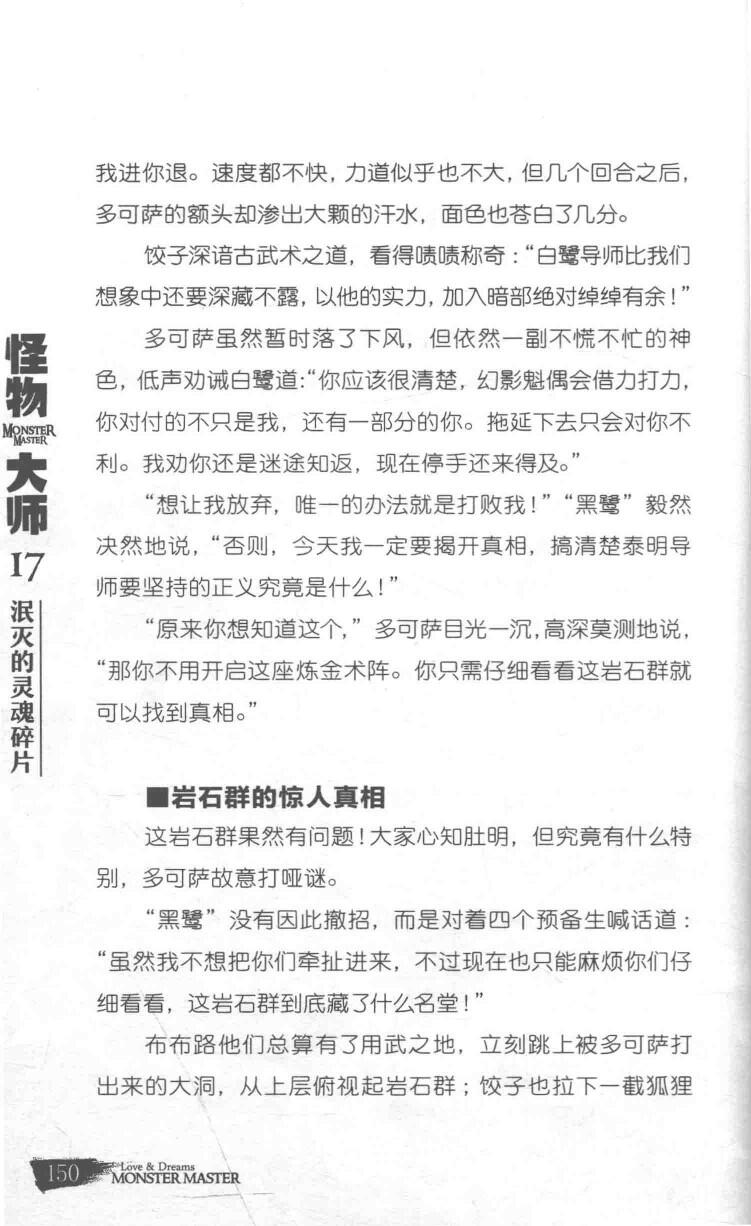 我进你退。速度都不快，力道似乎也不大，但几个回合之后，
多可萨的额头却渗出大颗的汗水，面色也苍白了几分。
饺子深谙古武术之道，看得啧啧称奇：“白鹭导师比我们
想象中还要深藏不露，以他的实力，加入暗部绝对绰绰有余！”
多可萨虽然暂时落了下风，但依然一副不慌不忙的神
色，低声劝诫白鹭道：“你应该很清楚，幻影魁偶会借力打力，
你对付的不只是我，还有一部分的你。拖延下去只会对你不
利。我劝你还是迷途知返，现在停手还来得及。”
“想让我放弃，唯一的办法就是打败我！”“黑鹭”毅然
决然地说，“否则，今天我一定要揭开真相，搞清楚泰明导
师要坚持的正义究竟是什么！”
“原来你想知道这个，”多可萨目光一沉，高深莫测地说，
“那你不用开启这座炼金术阵。你只需仔细看看这岩石群就
可以找到真相。”
■岩石群的惊人真相
这岩石群果然有问题！大家心知肚明，但究竟有什么特
别，多可萨故意打哑谜。
“黑鹭”没有因此撤招，而是对着四个预备生喊话道：
“虽然我不想把你们牵扯进来，不过现在也只能麻烦你们仔
细看看，这岩石群到底藏了什么名堂！”
布布路他们总算有了用武之地，立刻跳上被多可萨打
出来的大洞，从上层俯视起岩石群；饺子也拉下一截狐狸
怪物
MONSTER
MASTER
大师
17
泯灭的灵魂碎片
150
Love & Dreams
MONSTER MASTER